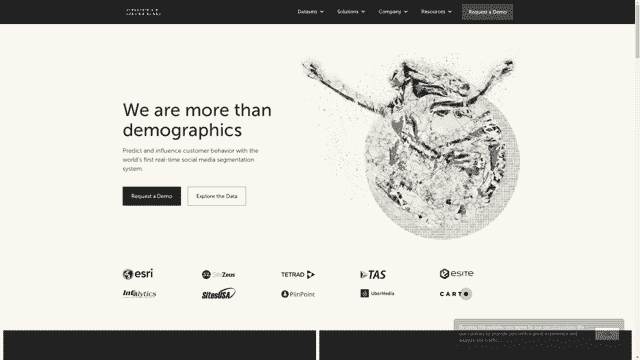 Datasets Solutions Company Resources Request a Demo
We are more than
demographics
Predict and influence customer behavior with the
world's first real-time social media segmentation
system.
Request a Demo Explore the Data
esri SiteZeus TETRAD TAS ESITE
Intalytics SitesUSA PiinPoint UberMedia CARTO